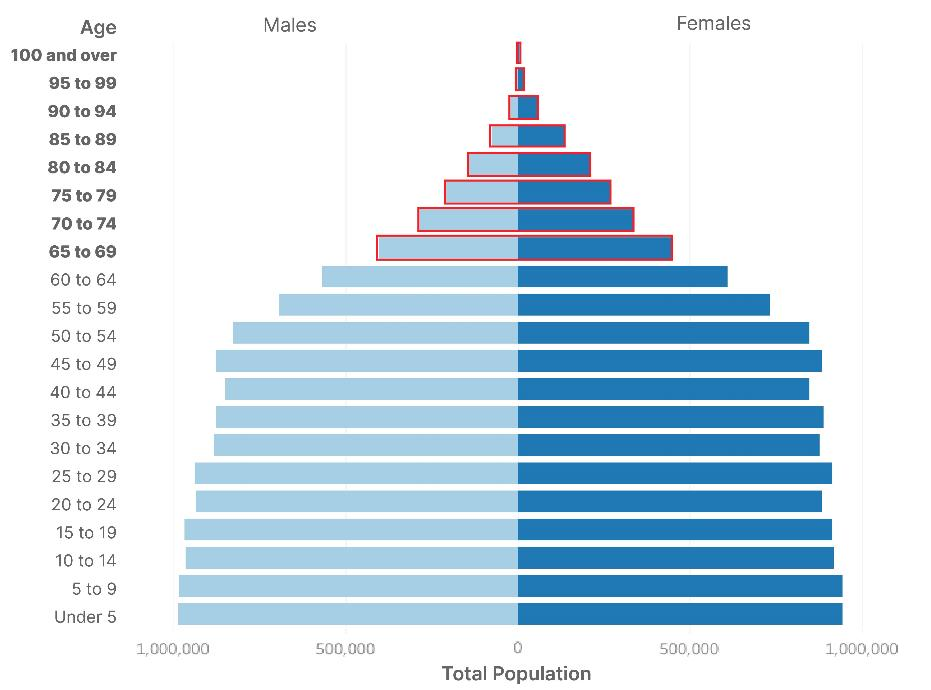 Age
Males
Females
100 and over
95 to 99
90 to 94
85 to 89
80 to 84
75 to 79
70 to 74
65 to 69
60 to 64
55 to 59
50 to 54
45 to 49
40 to 44
35 to 39
30 to 34
25 to 29
20 to 24
15 to 19
10 to 14
5 to 9
Under 5
1,000,000 500,000 0 500,000 1,000,000
Total Population